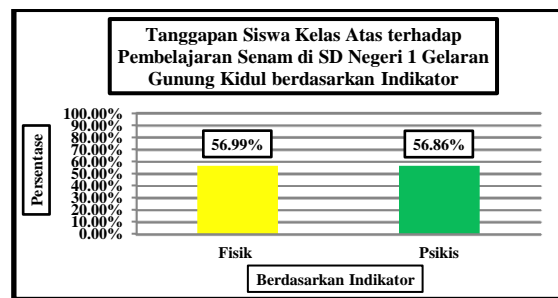 Tanggapan Siswa Kelas Atas terhadap
Pembelajaran Senam di SD Negeri 1 Gelaran
Gunung Kidul berdasarkan Indikator
Persentase
100.00%
90.00%
80.00%
70.00%
60.00%
50.00%
40.00%
30.00%
20.00%
10.00%
0.00%
56.99%
56.86%
Fisik
Psikis
Berdasarkan Indikator